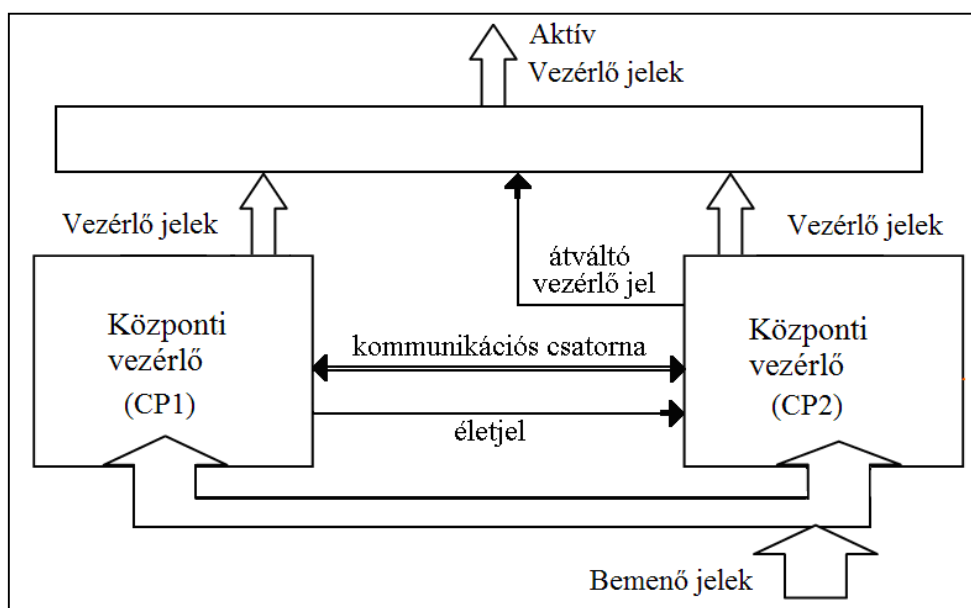 Aktív
Vezérlő jelek
Vezérlő jelek
Vezérlő jelek
átváltó
vezérlő jel
Központi
vezérlő
(CP1)
kommunikációs csatorna
életjel
Központi
vezérlő
(CP2)
Bemenő jelek